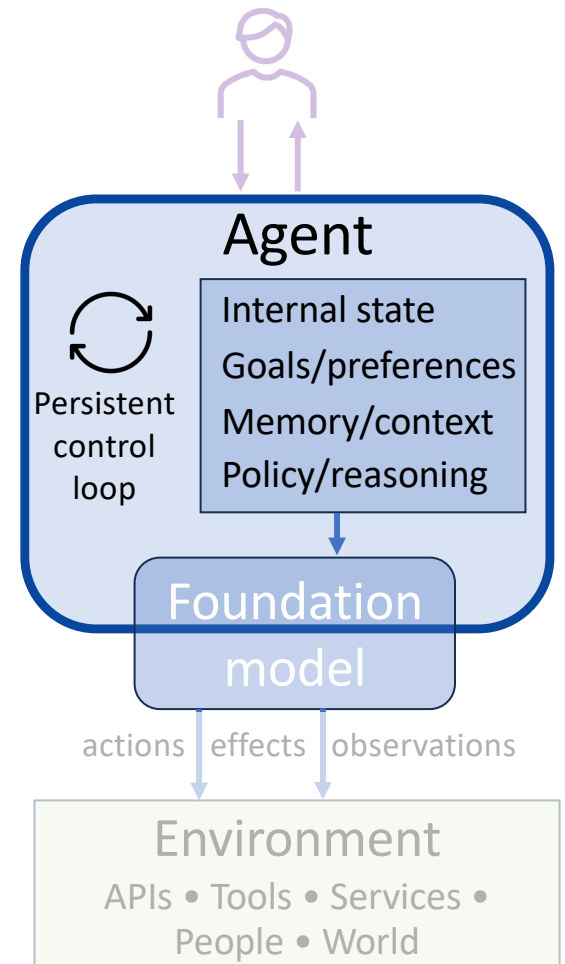 Agent
Internal state
Goals/preferences
Memory/context
Policy/reasoning
Persistent
control
loop
Foundation
model
actions effects observations
Environment
APIs • Tools • Services •
People • World